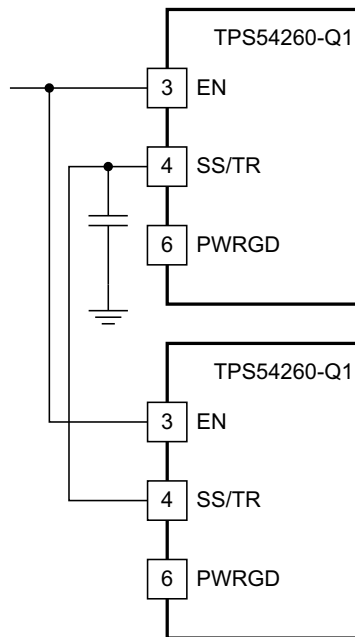 TPS54260-Q1
3 EN
4 SS/TR
6 PWRGD
TPS54260-Q1
3 EN
4 SS/TR
6 PWRGD